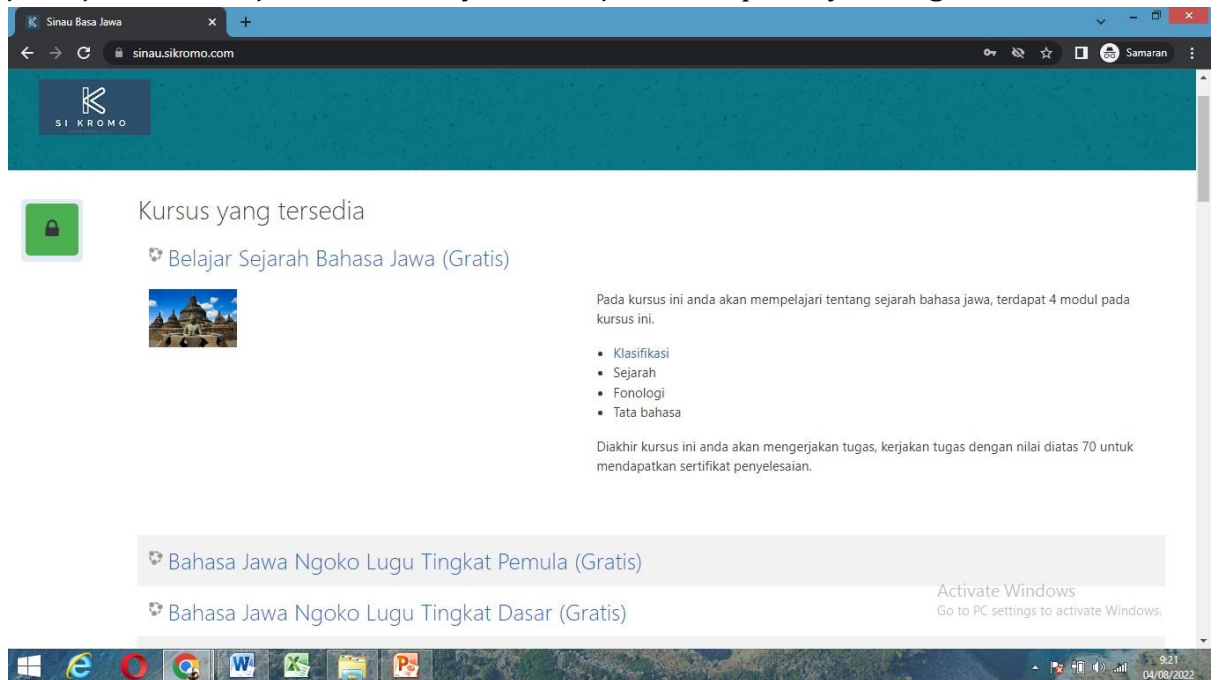 Sinau Basa Jawa
sinau.sikromo.com
Samaran
SI KROMO
Kursus yang tersedia
Belajar Sejarah Bahasa Jawa (Gratis)
Pada kursus ini anda akan mempelajari tentang sejarah bahasa jawa, terdapat 4 modul pada
kursus ini.
• Klasifikasi
• Sejarah
• Fonologi
• Tata bahasa
Diakhir kursus ini anda akan mengerjakan tugas, kerjakan tugas dengan nilai diatas 70 untuk
mendapatkan sertifikat penyelesaian.
Bahasa Jawa Ngoko Lugu Tingkat Pemula (Gratis)
Bahasa Jawa Ngoko Lugu Tingkat Dasar (Gratis)
Activate Windows
Go to PC settings to activate Windows.
9:21
04/08/2022